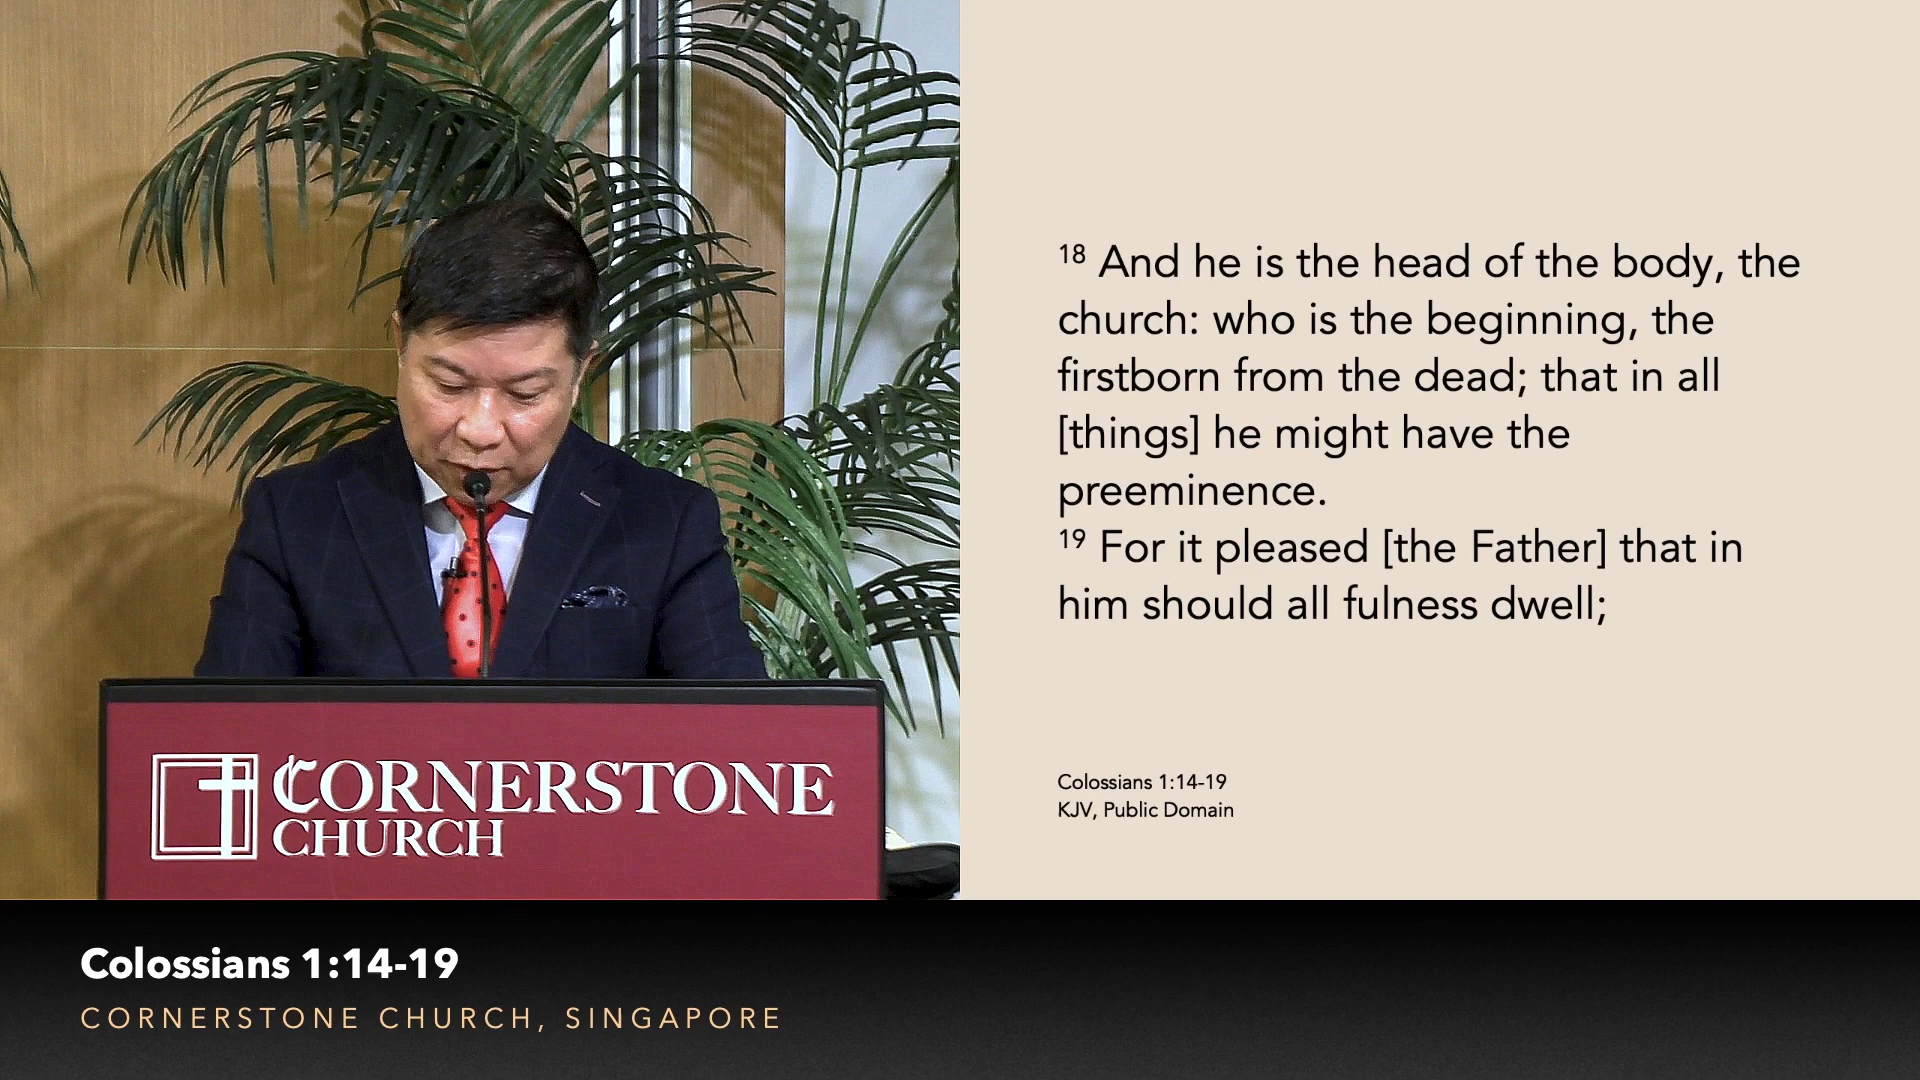 18 And he is the head of the body, the
church: who is the beginning, the
firstborn from the dead; that in all
[things] he might have the
preeminence.
19 For it pleased [the Father] that in
him should all fulness dwell;
Colossians 1:14-19
KJV, Public Domain
CORNERSTONE
CHURCH
Colossians 1:14-19
CORNERSTONE CHURCH, SINGAPORE